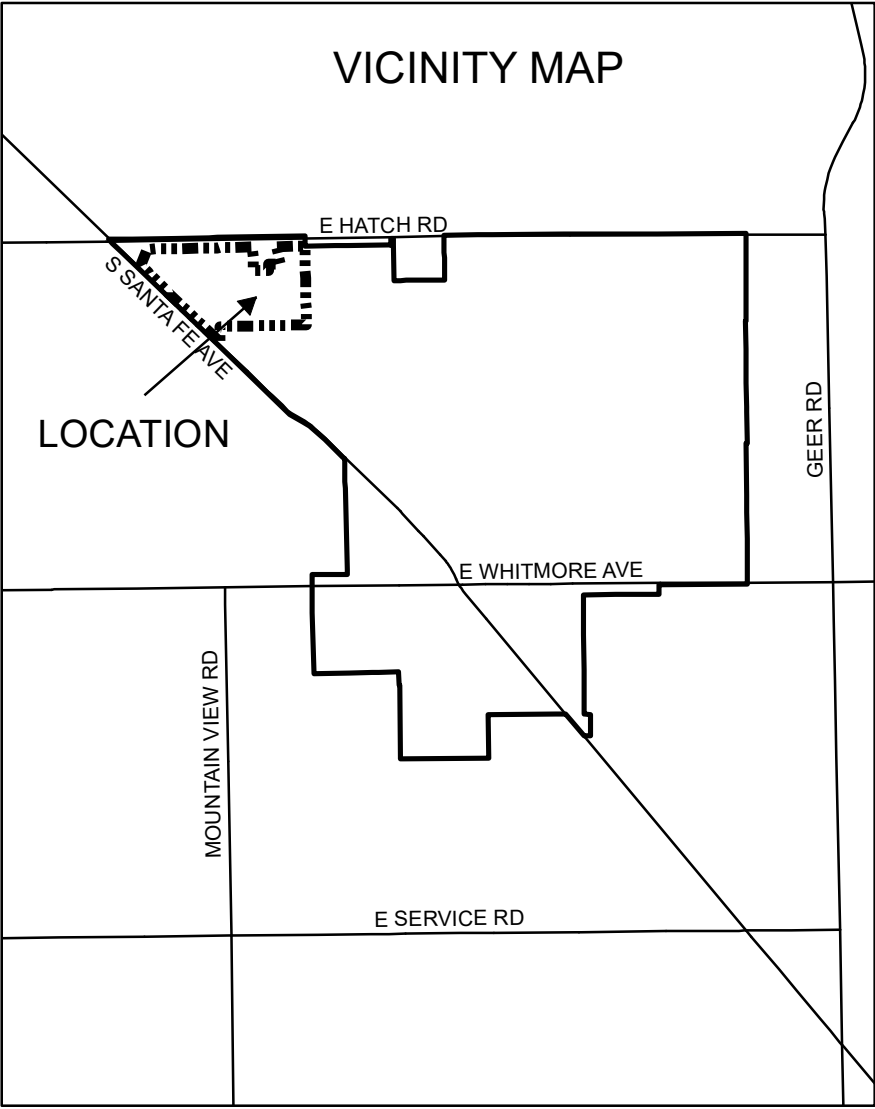 VICINITY MAP
E HATCH RD
S SANTA FE AVE
LOCATION
GEER RD
E WHITMORE AVE
MOUNTAIN VIEW RD
E SERVICE RD